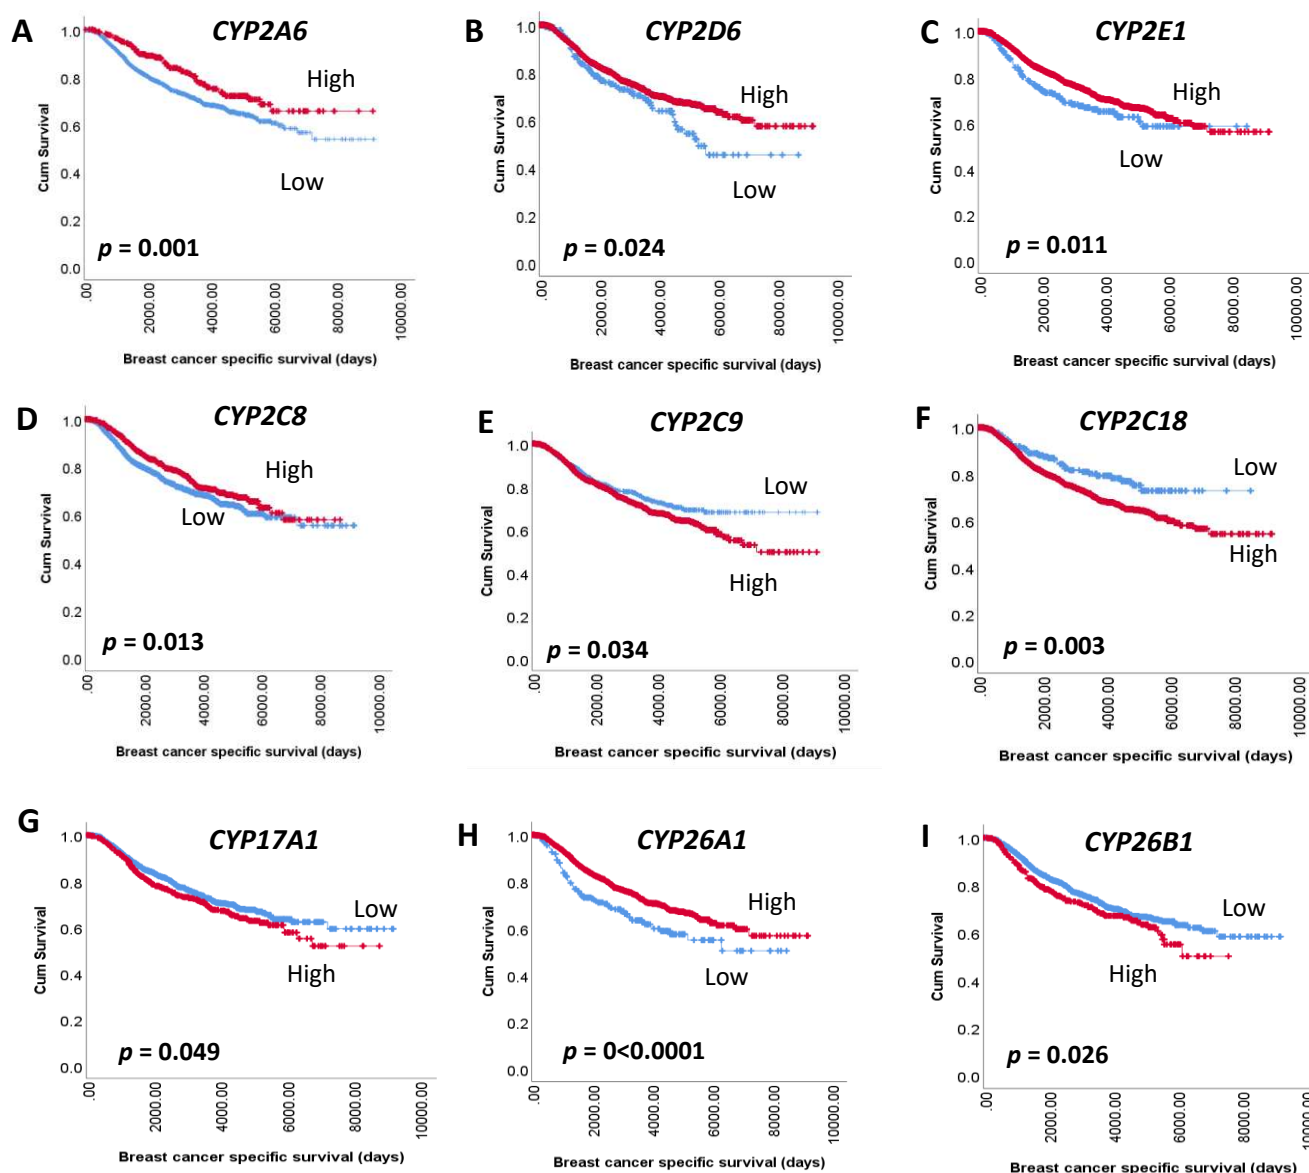 A
CYP2A6
1.0
0.8
0.6
0.4
0.2
0.0
Cum Survival
High
Low
p = 0.001
.00
2000.00
4000.00
6000.00
8000.00
10000.00
Breast cancer specific survival (days)
B
CYP2D6
1.0
0.8
0.6
0.4
0.2
0.0
Cum Survival
High
Low
p = 0.024
.00
2000.00
4000.00
6000.00
8000.00
10000.00
Breast cancer specific survival (days)
C
CYP2E1
1.0
0.8
0.6
0.4
0.2
0.0
Cum Survival
High
Low
p = 0.011
.00
2000.00
4000.00
6000.00
8000.00
10000.00
Breast cancer specific survival (days)
D
CYP2C8
1.0
0.8
0.6
0.4
0.2
0.0
Cum Survival
High
Low
p = 0.013
.00
2000.00
4000.00
6000.00
8000.00
10000.00
Breast cancer specific survival (days)
E
CYP2C9
1.0
0.8
0.6
0.4
0.2
0.0
Cum Survival
Low
High
p = 0.034
.00
2000.00
4000.00
6000.00
8000.00
10000.00
Breast cancer specific survival (days)
F
CYP2C18
1.0
0.8
0.6
0.4
0.2
0.0
Cum Survival
Low
High
p = 0.003
.00
2000.00
4000.00
6000.00
8000.00
10000.00
Breast cancer specific survival (days)
G
CYP17A1
1.0
0.8
0.6
0.4
0.2
0.0
Cum Survival
Low
High
p = 0.049
.00
2000.00
4000.00
6000.00
8000.00
10000.00
Breast cancer specific survival (days)
H
CYP26A1
1.0
0.8
0.6
0.4
0.2
0.0
Cum Survival
High
Low
p = 0<0.0001
.00
2000.00
4000.00
6000.00
8000.00
10000.00
Breast cancer specific survival (days)
I
CYP26B1
1.0
0.8
0.6
0.4
0.2
0.0
Cum Survival
Low
High
p = 0.026
.00
2000.00
4000.00
6000.00
8000.00
10000.00
Breast cancer specific survival (days)